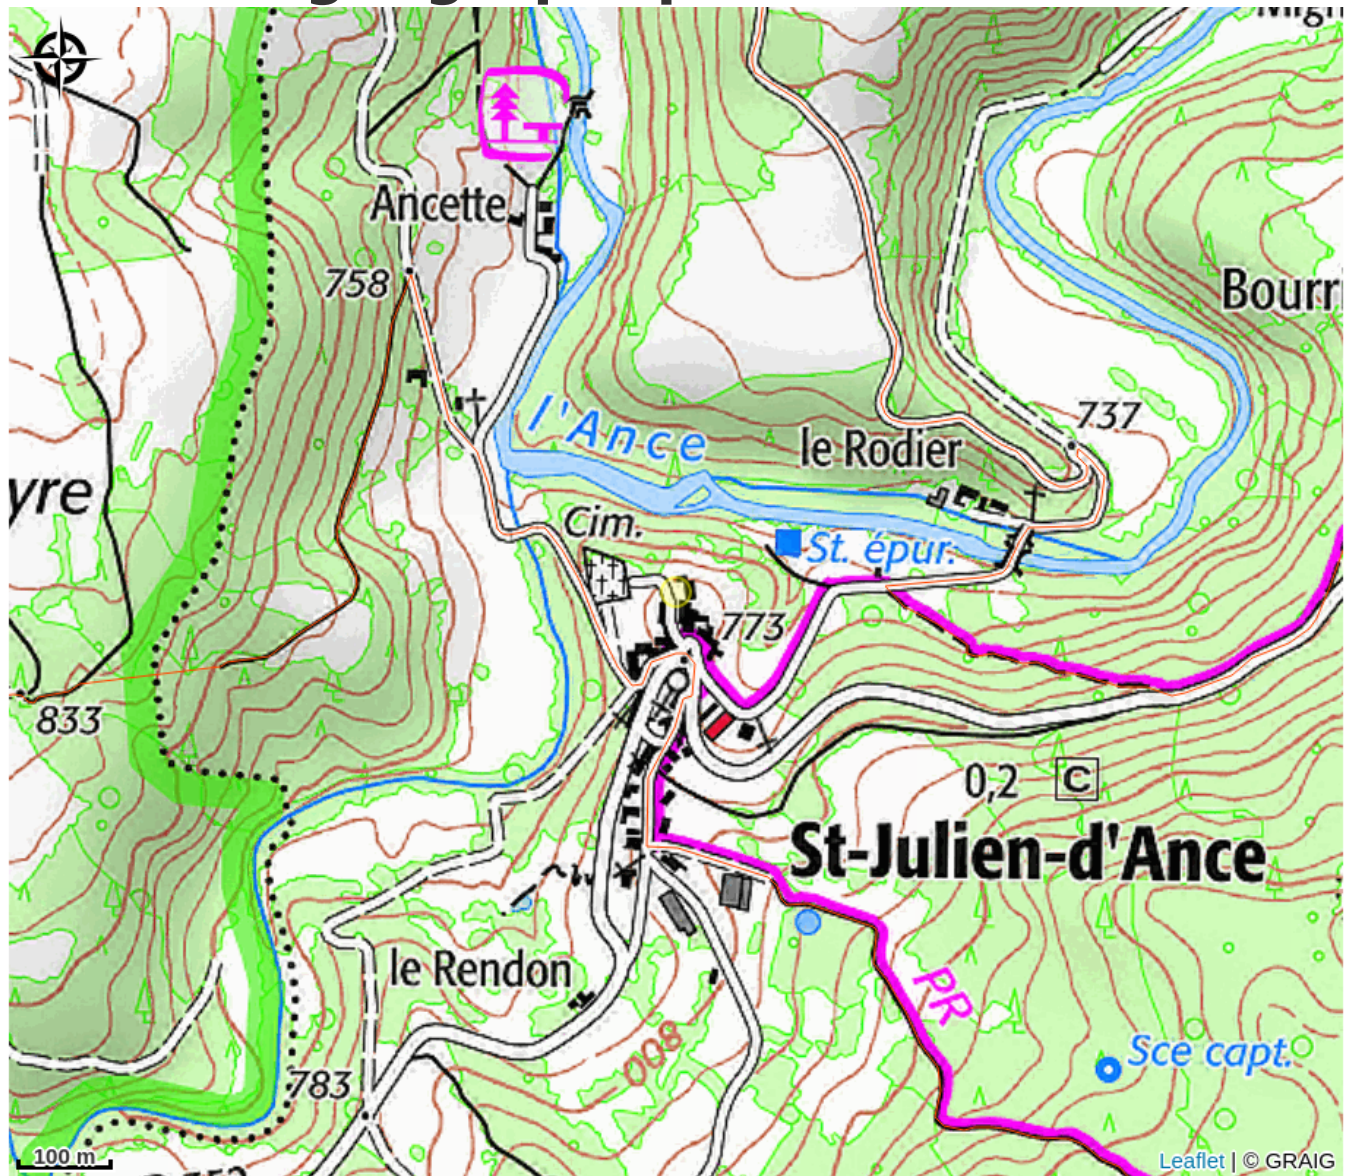 Ancette
758
Bourr
737
l'Ance
le Rodier
yre
Cim.
St. épur.
773
833
0,2 C
St-Julien-d'Ance
le Rendon
PR
800
Sce capt.
783
100 m
Leaflet | © GRAIG